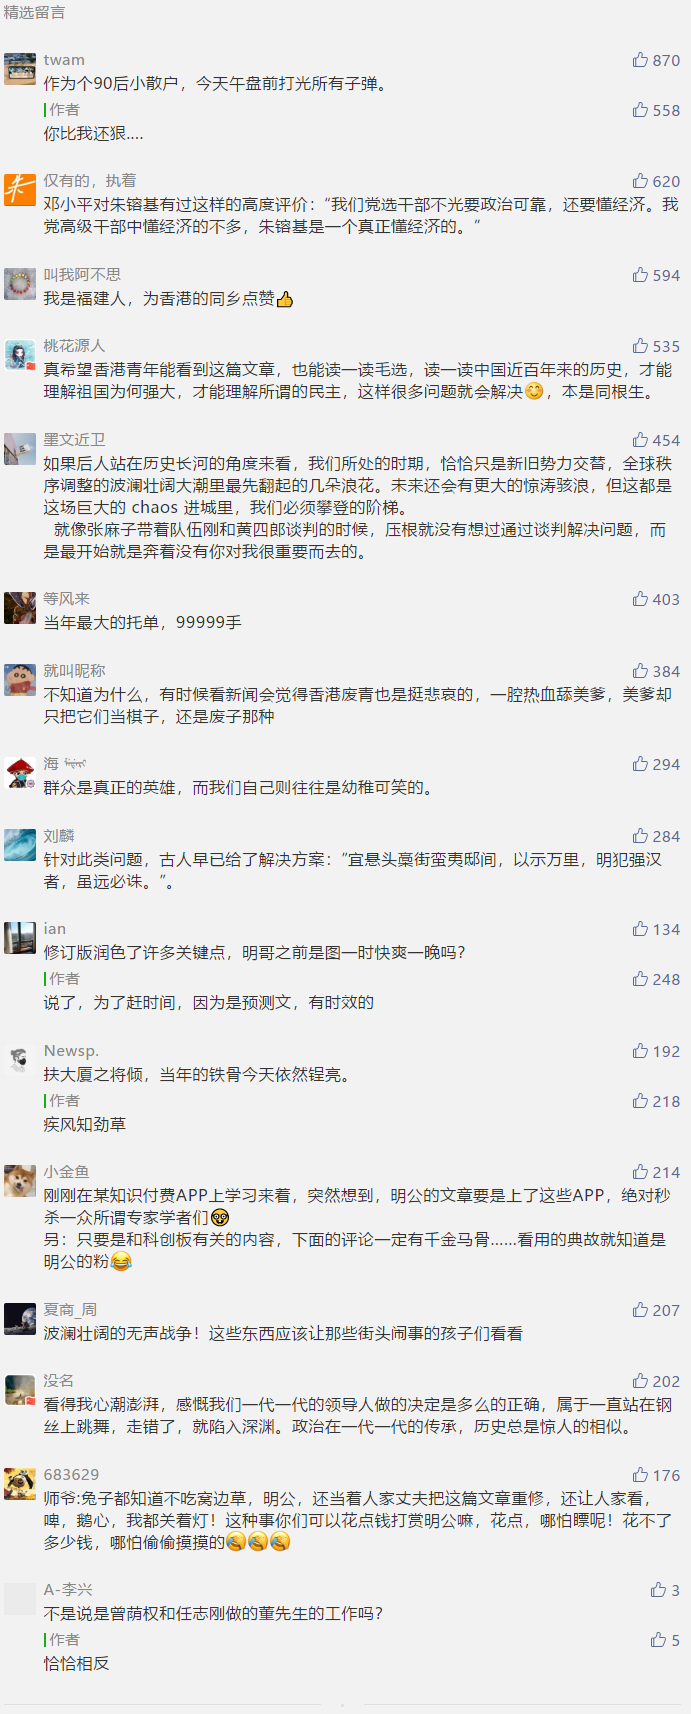 精选留言
twam
870
作为个90后小散户，今天午盘前打光所有子弹。
作者
558
你比我还狠....
仅有的，执着
620
邓小平对朱镕基有过这样的高度评价：“我们党选干部不光要政治可靠，还要懂经济。我
党高级干部中懂经济的不多，朱镕基是一个真正懂经济的。”
叫我阿不思
594
我是福建人，为香港的同乡点赞👍
桃花源人
535
真希望香港青年能看到这篇文章，也能读一读毛选，读一读中国近百年来的历史，才能
理解祖国为何强大，才能理解所谓的民主，这样很多问题就会解决😊，本是同根生。
墨文近卫
454
如果后人站在历史长河的角度来看，我们所处的时期，恰恰只是新旧势力交替，全球秩
序调整的波澜壮阔大潮里最先翻起的几朵浪花。未来还会有更大的惊涛骇浪，但这都是
这场巨大的 chaos 进城里，我们必须攀登的阶梯。
就像张麻子带着队伍刚和黄四郎谈判的时候，压根就没有想过通过谈判解决问题，而
是最开始就是奔着没有你对我很重要而去的。
等风来
403
当年最大的托单，99999手
就叫昵称
384
不知道为什么，有时候看新闻会觉得香港废青也是挺悲哀的，一腔热血舔美爹，美爹却
只把它们当棋子，还是废子那种
海
294
群众是真正的英雄，而我们自己则往往是幼稚可笑的。
刘麟
284
针对此类问题，古人早已给了解决方案：“宜悬头槀街蛮夷邸间，以示万里，明犯强汉
者，虽远必诛。”。
ian
134
修订版润色了许多关键点，明哥之前是图一时快爽一晚吗？
作者
248
说了，为了赶时间，因为是预测文，有时效的
Newsp.
192
扶大厦之将倾，当年的铁骨今天依然锃亮。
作者
218
疾风知劲草
小金鱼
214
刚刚在某知识付费APP上学习来着，突然想到，明公的文章要是上了这些APP，绝对秒
杀一众所谓专家学者们🤓
另：只要是和科创板有关的内容，下面的评论一定有千金马骨......看用的典故就知道是
明公的粉😂
夏商_周
207
波澜壮阔的无声战争！这些东西应该让那些街头闹事的孩子们看看
没名
202
看得我心潮澎湃，感慨我们一代一代的领导人做的决定是多么的正确，属于一直站在钢
丝上跳舞，走错了，就陷入深渊。政治在一代一代的传承，历史总是惊人的相似。
683629
176
师爷:兔子都知道不吃窝边草，明公，还当着人家丈夫把这篇文章重修，还让人家看，
啤，鹅心，我都关着灯！这种事你们可以花点钱打赏明公嘛，花点，哪怕瞟呢！花不了
多少钱，哪怕偷偷摸摸的🤣🤣🤣
A-李兴
3
不是说是曾荫权和任志刚做的董先生的工作吗？
作者
5
恰恰相反